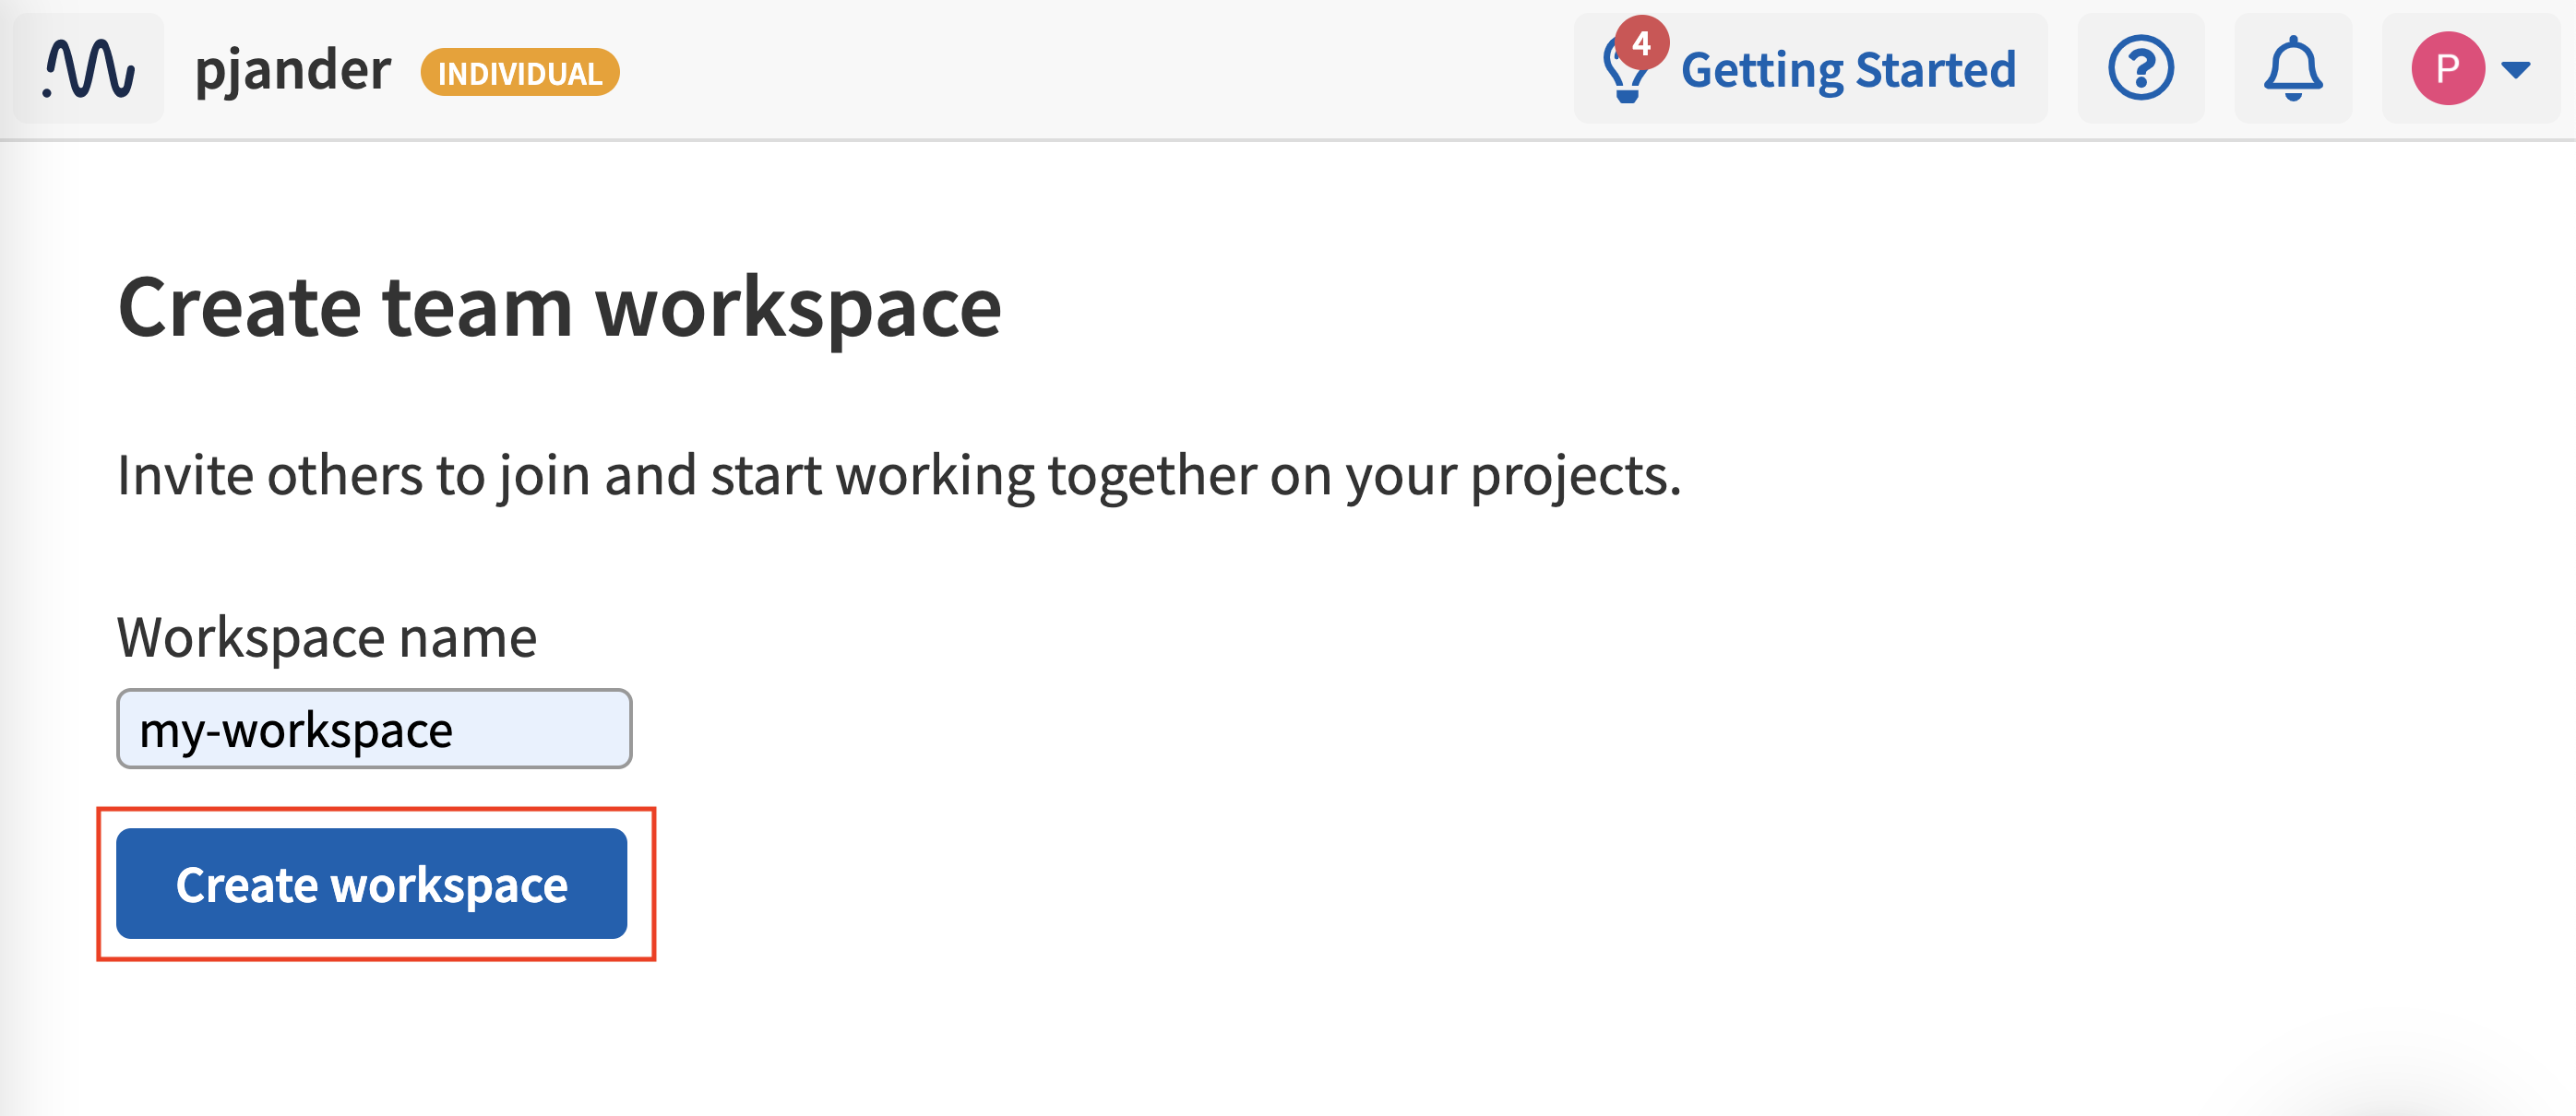 pjander INDIVIDUAL 4 Getting Started ? P
Create team workspace
Invite others to join and start working together on your projects.
Workspace name
my-workspace
Create workspace